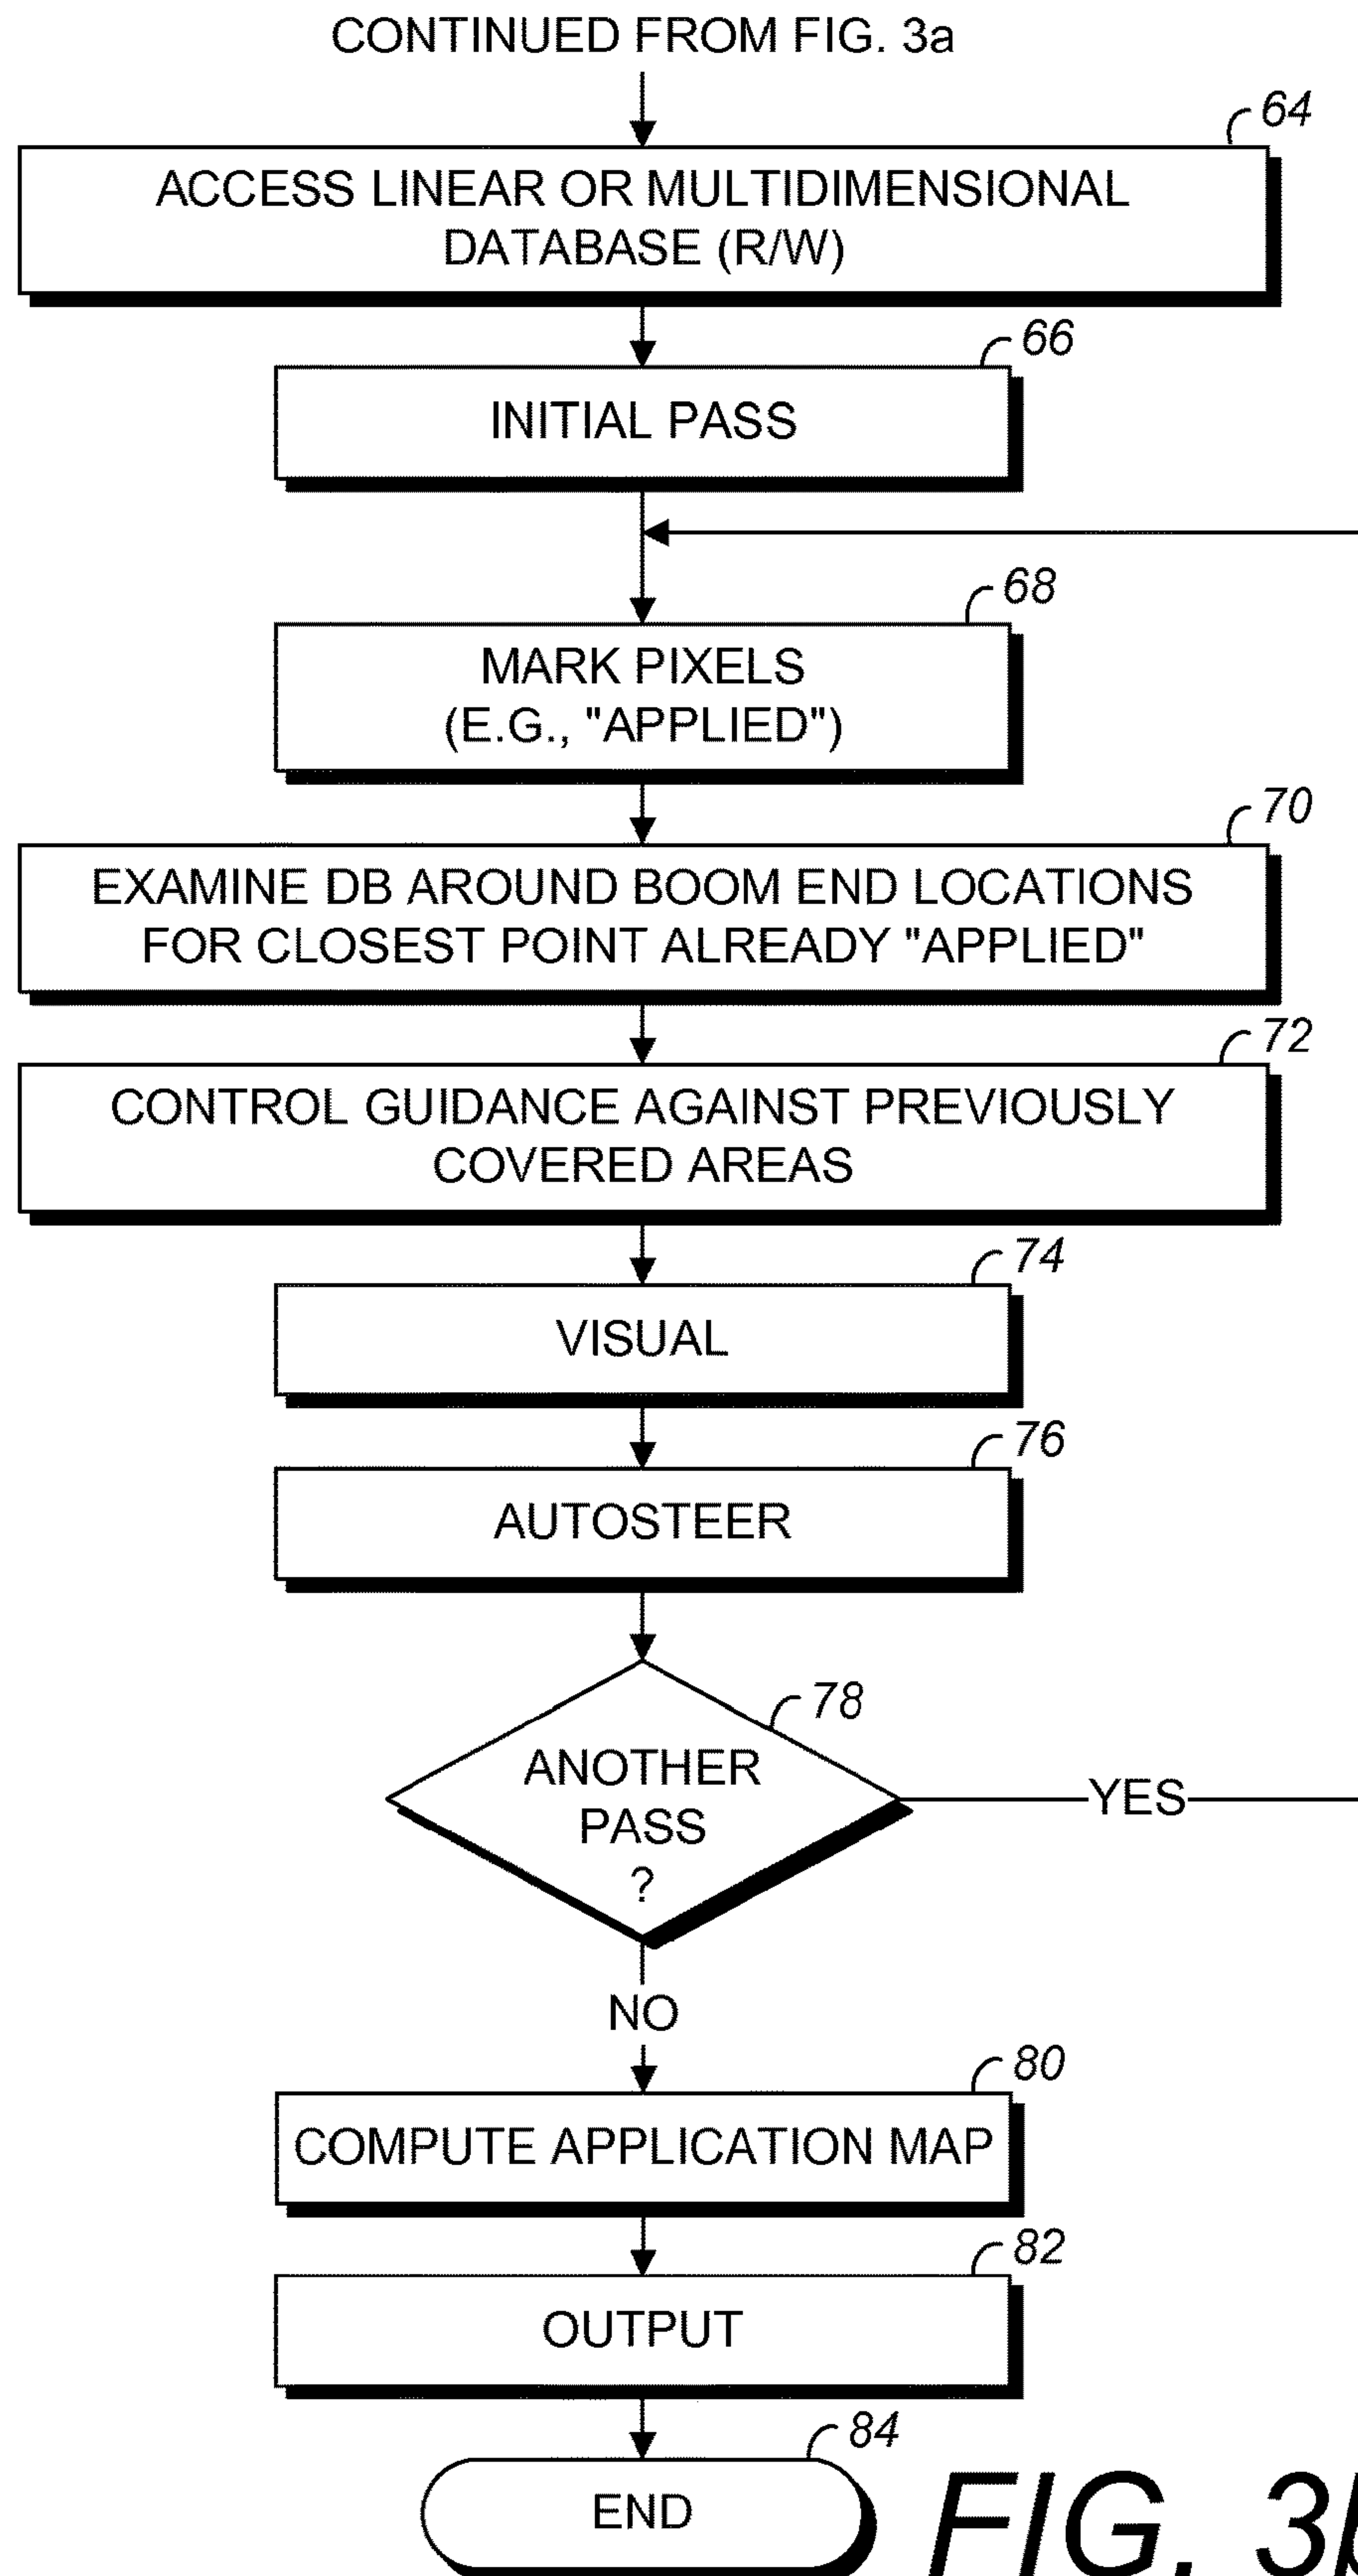 CONTINUED FROM FIG. 3a
64
ACCESS LINEAR OR MULTIDIMENSIONAL
DATABASE (R/W)
66
INITIAL PASS
68
MARK PIXELS
(E.G., "APPLIED")
70
EXAMINE DB AROUND BOOM END LOCATIONS
FOR CLOSEST POINT ALREADY "APPLIED"
72
CONTROL GUIDANCE AGAINST PREVIOUSLY
COVERED AREAS
74
VISUAL
76
AUTOSTEER
78
ANOTHER
PASS
?
YES
NO
80
COMPUTE APPLICATION MAP
82
OUTPUT
84
END
FIG. 3b